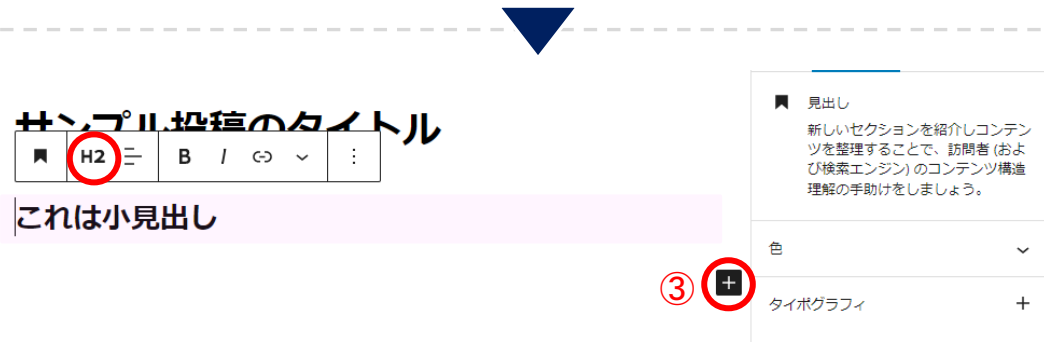 サンプル投稿のタイトル
H2 B I
これは小見出し
③
見出し
新しいセクションを紹介しコンテン
ツを整理することで、訪問者 (およ
び検索エンジン) のコンテンツ構造
理解の手助けをしましょう。
色
タイポグラフィ